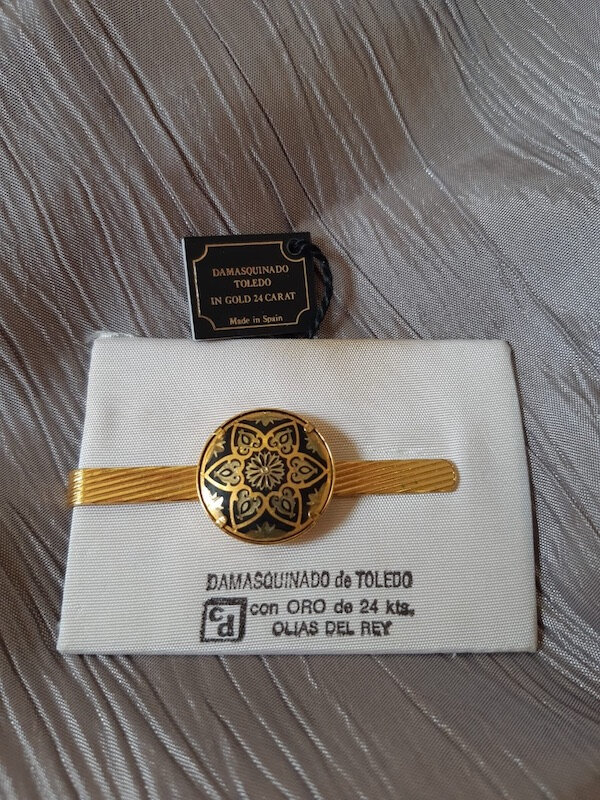 DAMASQUINADO
TOLEDO
IN GOLD 24 CARAT
Made in Spain
DAMASQUINADO de TOLEDO
cd con ORO de 24 kts.
OLIAS DEL REY